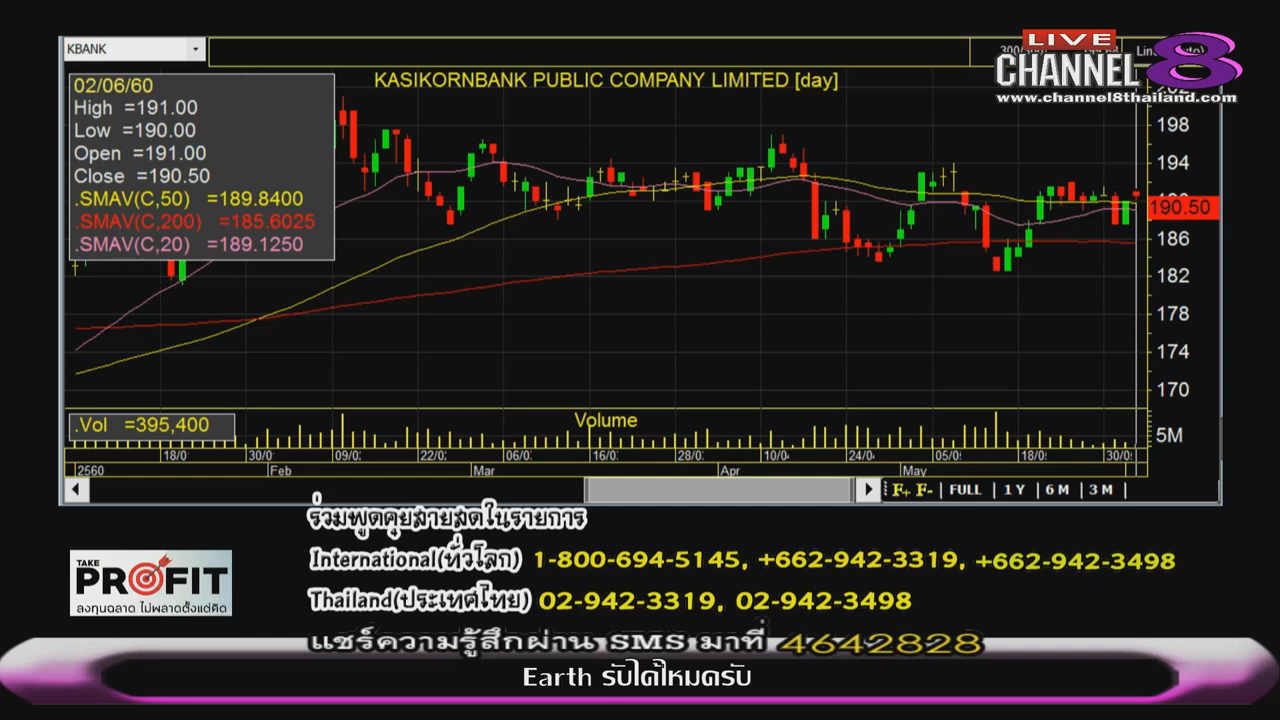 KBANK
LIVE
CHANNEL 8
www.channel8thailand.com
KASIKORNBANK PUBLIC COMPANY LIMITED [day]
02/06/60
High =191.00
Low =190.00
Open =191.00
Close =190.50
.SMAV(C,50) =189.8400
.SMAV(C,200) =185.6025
.SMAV(C,20) =189.1250
198
194
190.50
186
182
178
174
170
.Vol =395,400
Volume
5M
18/0 30/0 09/0 22/0 06/0 16/0 28/0 10/0 24/0 05/0 18/0 30/0
2560 Feb Mar Apr May
F+ F- FULL 1 Y 6 M 3 M
ร่วมพูดคุยสายสดในรายการ
International(ทั่วโลก) 1-800-694-5145, +662-942-3319, +662-942-3498
TAKE
PROFIT
ลงทุนฉลาด ไม่พลาดตั้งแต่คิด
Thailand(ประเทศไทย) 02-942-3319, 02-942-3498
แชร์ความรู้สึกผ่าน SMS มาที่ 4642828
Earth รับได้ไหมครับ